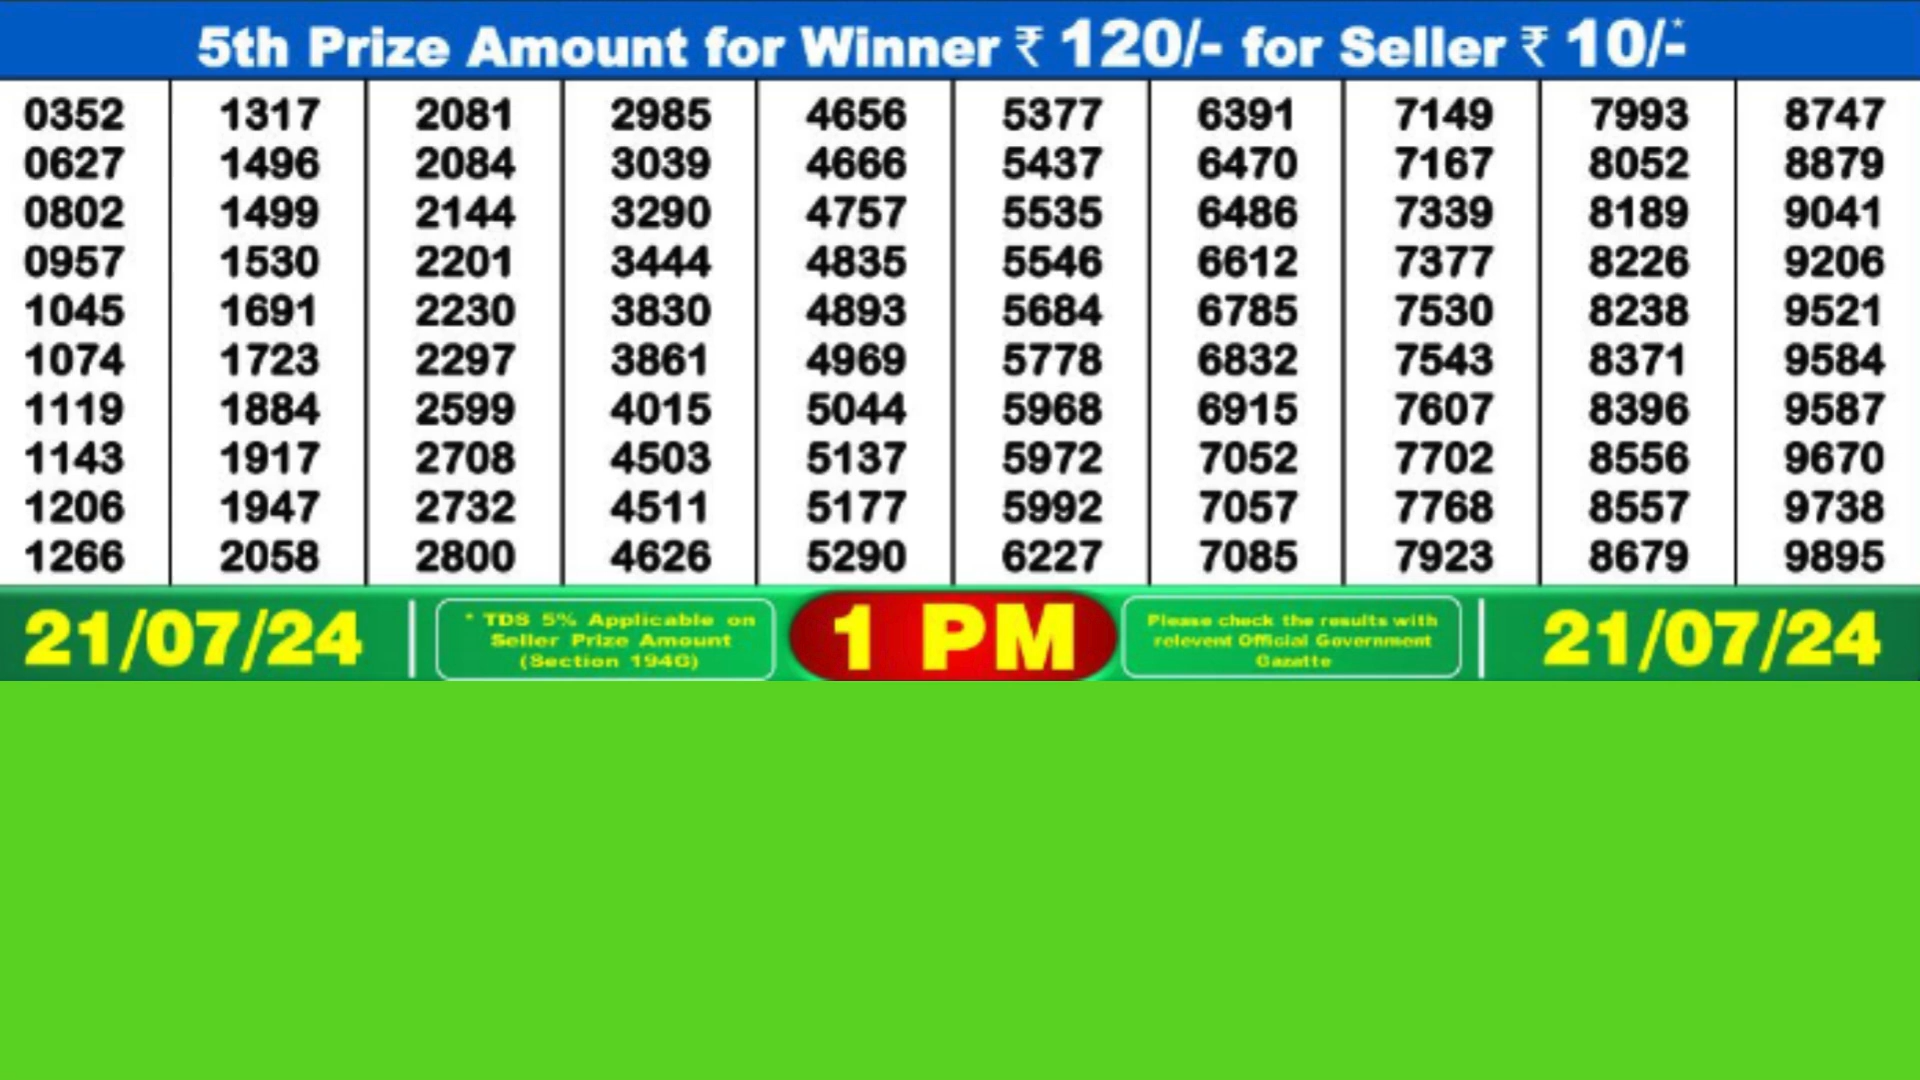 5th Prize Amount for Winner ₹ 120/- for Seller ₹ 10/-*
0352 1317 2081 2985 4656 5377 6391 7149 7993 8747
0627 1496 2084 3039 4666 5437 6470 7167 8052 8879
0802 1499 2144 3290 4757 5535 6486 7339 8189 9041
0957 1530 2201 3444 4835 5546 6612 7377 8226 9206
1045 1691 2230 3830 4893 5684 6785 7530 8238 9521
1074 1723 2297 3861 4969 5778 6832 7543 8371 9584
1119 1884 2599 4015 5044 5968 6915 7607 8396 9587
1143 1917 2708 4503 5137 5972 7052 7702 8556 9670
1206 1947 2732 4511 5177 5992 7057 7768 8557 9738
1266 2058 2800 4626 5290 6227 7085 7923 8679 9895
21/07/24
* TDS 5% Applicable on
Seller Prize Amount
(Section 194G)
1 PM
Please check the results with
relevent Official Government
Gazatte
21/07/24